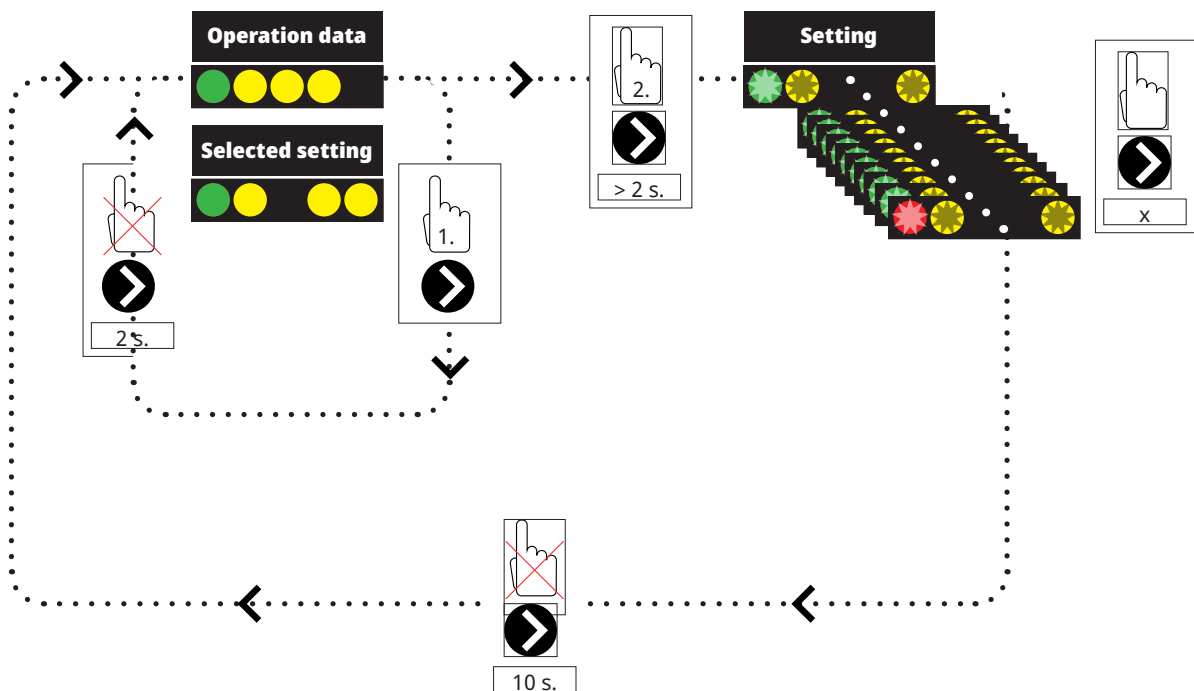 Operation data
Selected setting
2 s.
1.
2.
> 2 s.
Setting
x
10 s.